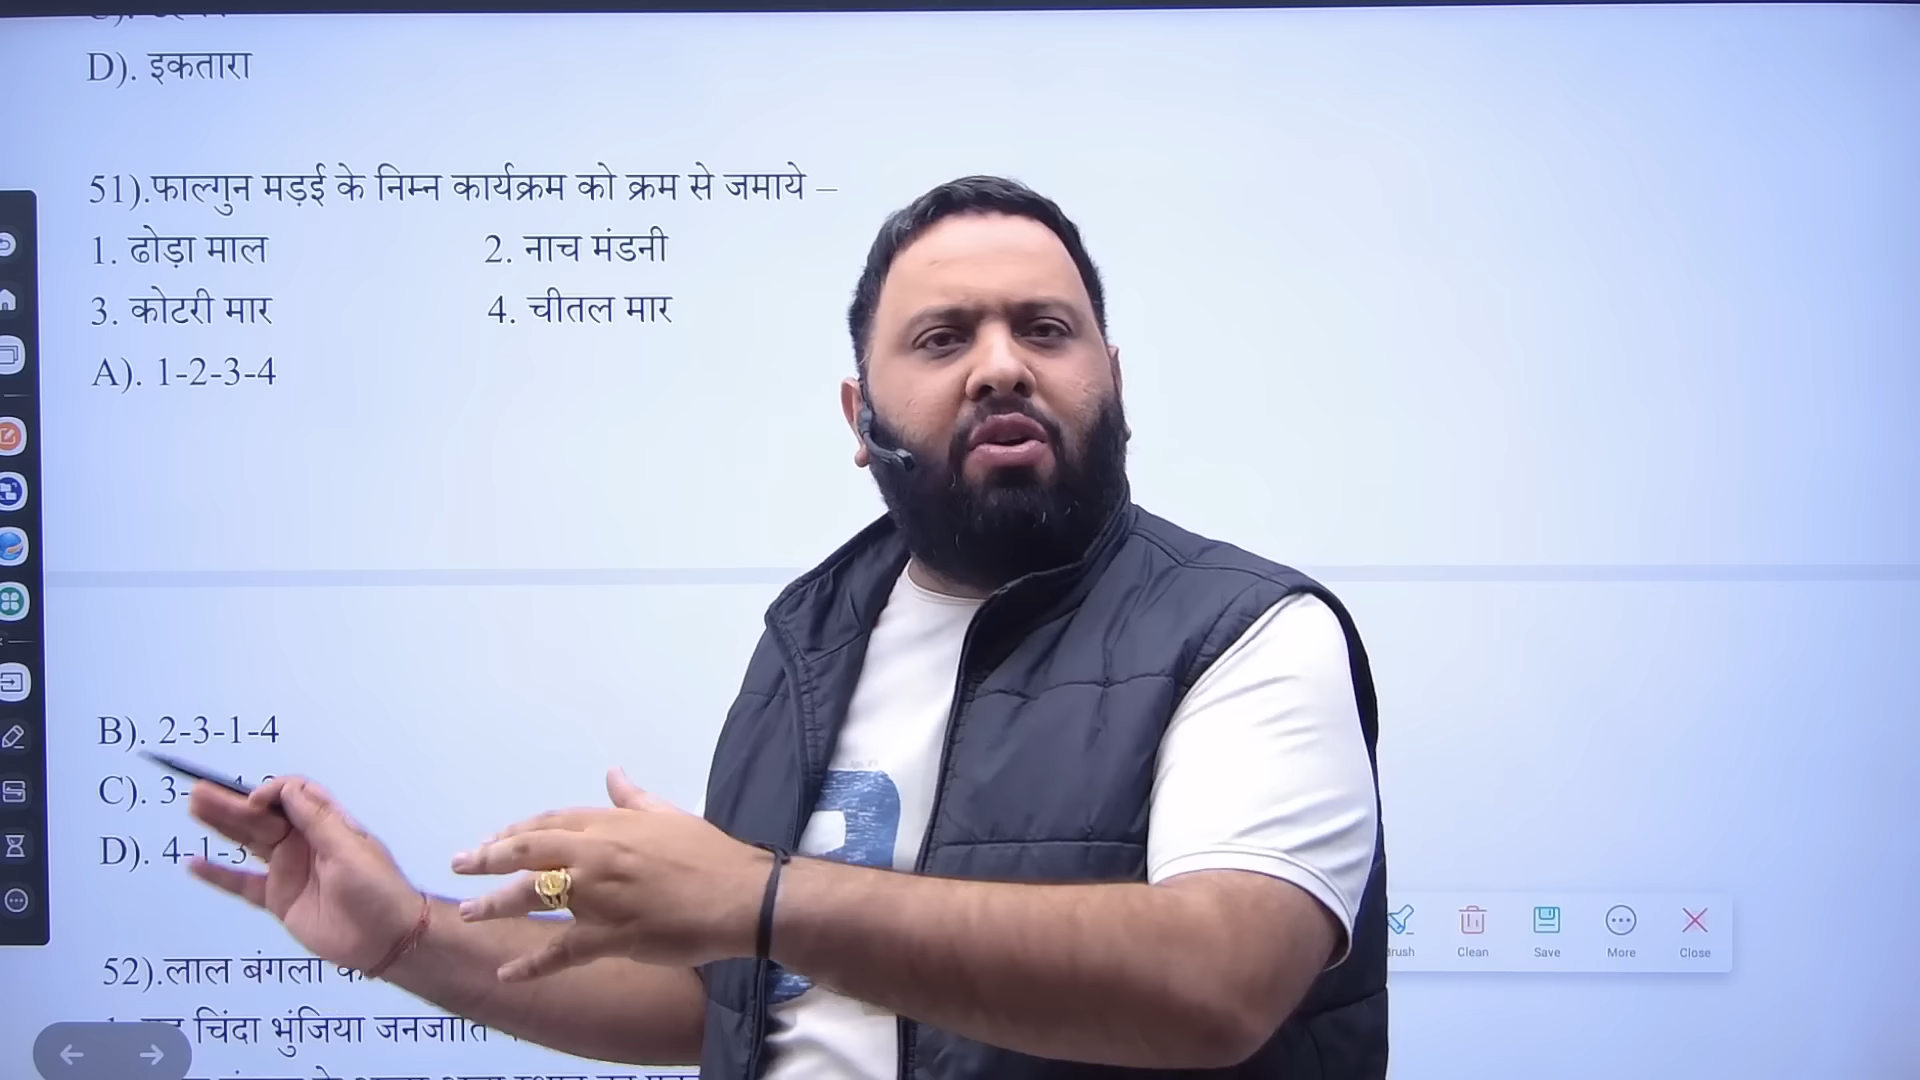 D). इकतारा
51).फाल्गुन मड़ई के निम्न कार्यक्रम को क्रम से जमाये –
1. ढोड़ा माल 2. नाच मंडनी
3. कोटरी मार 4. चीतल मार
A). 1-2-3-4
B). 2-3-1-4
C). 3-
D). 4-1-3-
52).लाल बंगला
चिंदा भुंजिया जनजाति
Clean Save More Close